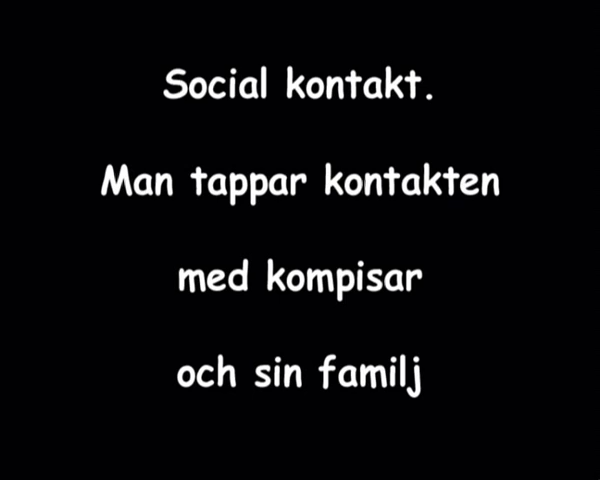 Social kontakt.
Man tappar kontakten
med kompisar
och sin familj